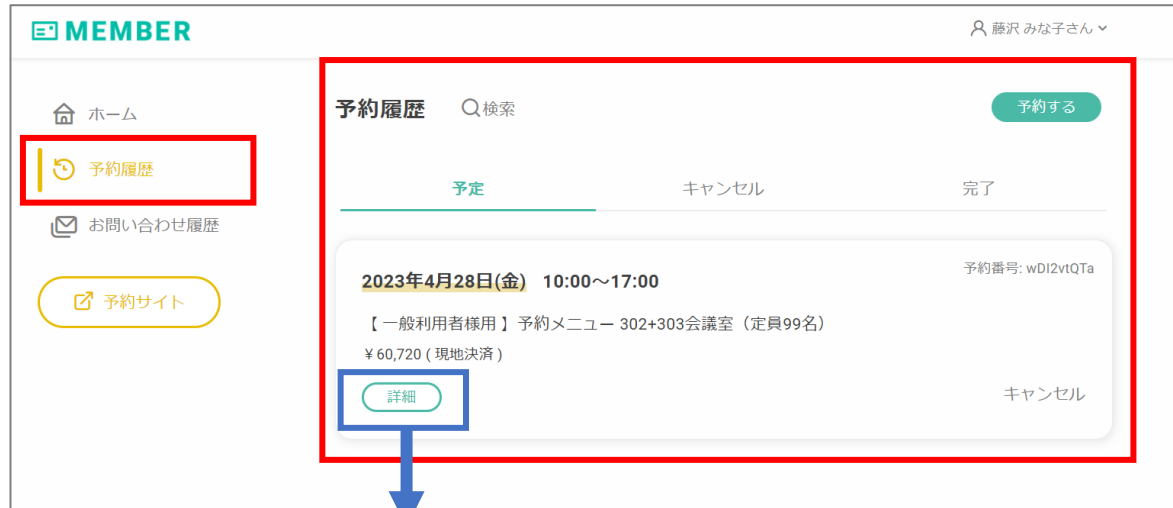 MEMBER
藤沢 みな子さん
ホーム
予約履歴
お問い合わせ履歴
予約サイト
予約履歴 検索
予約する
予定 キャンセル 完了
2023年4月28日(金) 10:00～17:00
予約番号: wDI2vtQTa
【 一般利用者様用 】予約メニュー 302+303会議室（定員99名）
¥ 60,720 ( 現地決済 )
詳細
キャンセル